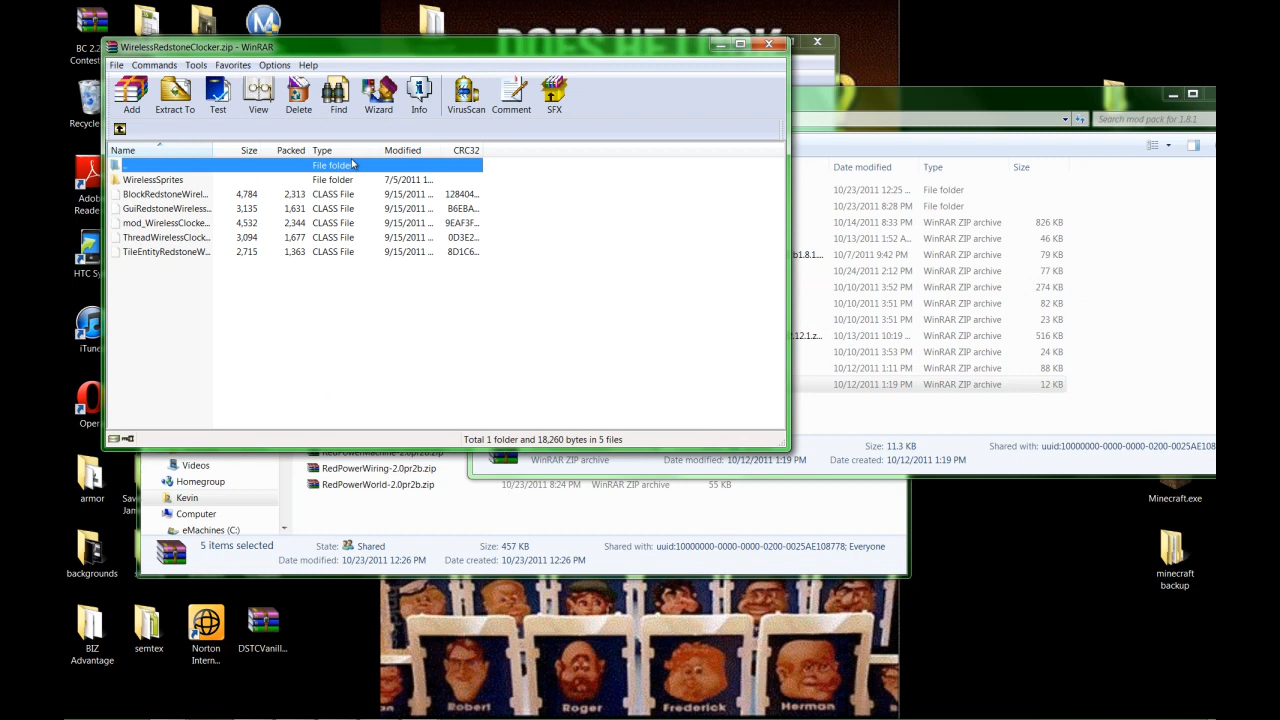 BC 2.2
Contest
Recycle
Adob
Reade
HTC Sy
iTune
Oper
armor
Sav
Jan
backgrounds
BIZ
Advantage
semtex
Norton
Intern...
DSTCVanill...
Minecraft.exe
minecraft
backup
DOES HE LOOK
WirelessRedstoneClocker.zip - WinRAR
File Commands Tools Favorites Options Help
Add Extract To Test View Delete Find Wizard Info VirusScan Comment SFX
Name Size Packed Type Modified CRC32
.. File folder
WirelessSprites File folder 7/5/2011 1...
BlockRedstoneWirel... 4,784 2,313 CLASS File 9/15/2011 ... 128404...
GuiRedstoneWireless... 3,135 1,631 CLASS File 9/15/2011 ... B6EBA...
mod_WirelessClocke... 4,532 2,344 CLASS File 9/15/2011 ... 9EAF3F...
ThreadWirelessClock... 3,094 1,677 CLASS File 9/15/2011 ... 0D3E2...
TileEntityRedstoneW... 2,715 1,363 CLASS File 9/15/2011 ... 8D1C6...
Total 1 folder and 18,260 bytes in 5 files
Search mod pack for 1.8.1
Date modified Type Size
10/23/2011 12:25 ... File folder
10/23/2011 8:28 PM File folder
10/14/2011 8:33 PM WinRAR ZIP archive 826 KB
10/13/2011 1:52 A... WinRAR ZIP archive 46 KB
b1.8.1.... 10/7/2011 9:42 PM WinRAR ZIP archive 79 KB
10/24/2011 2:12 PM WinRAR ZIP archive 77 KB
10/10/2011 3:52 PM WinRAR ZIP archive 274 KB
10/10/2011 3:51 PM WinRAR ZIP archive 82 KB
10/10/2011 3:51 PM WinRAR ZIP archive 23 KB
:12.1.z... 10/13/2011 10:19 ... WinRAR ZIP archive 516 KB
10/10/2011 3:53 PM WinRAR ZIP archive 24 KB
10/12/2011 1:11 PM WinRAR ZIP archive 88 KB
10/12/2011 1:19 PM WinRAR ZIP archive 12 KB
Size: 11.3 KB Shared with: uuid:10000000-0000-0000-0200-0025AE108
WinRAR ZIP archive Date modified: 10/12/2011 1:19 PM Date created: 10/12/2011 1:19 PM
Videos
Homegroup
Kevin
Computer
eMachines (C:)
RedPowerMachine-2.0pr2b.zip
RedPowerWiring-2.0pr2b.zip
RedPowerWorld-2.0pr2b.zip 10/23/2011 8:24 PM WinRAR ZIP archive 55 KB
5 items selected State: Shared Size: 457 KB Shared with: uuid:10000000-0000-0000-0200-0025AE108778; Everyone
Date modified: 10/23/2011 12:26 PM Date created: 10/23/2011 12:26 PM
Robert Roger Frederick Herman